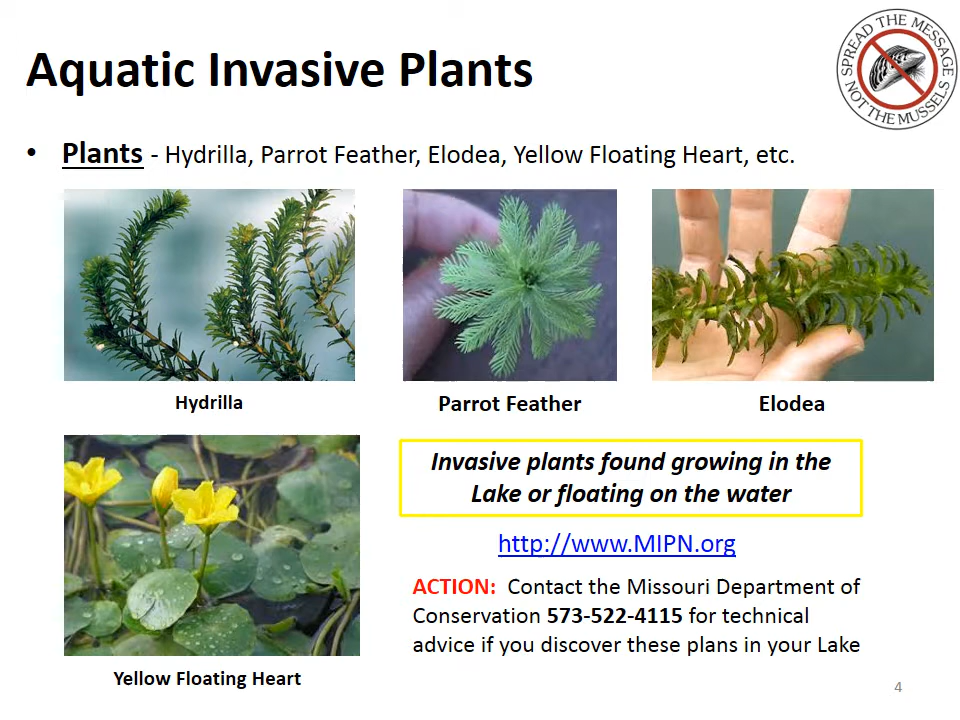 Aquatic Invasive Plants
SPREAD THE MESSAGE
NOT THE MUSSELS
• Plants - Hydrilla, Parrot Feather, Elodea, Yellow Floating Heart, etc.
Hydrilla
Parrot Feather
Elodea
Invasive plants found growing in the
Lake or floating on the water
http://www.MIPN.org
ACTION: Contact the Missouri Department of
Conservation 573-522-4115 for technical
advice if you discover these plans in your Lake
Yellow Floating Heart
4